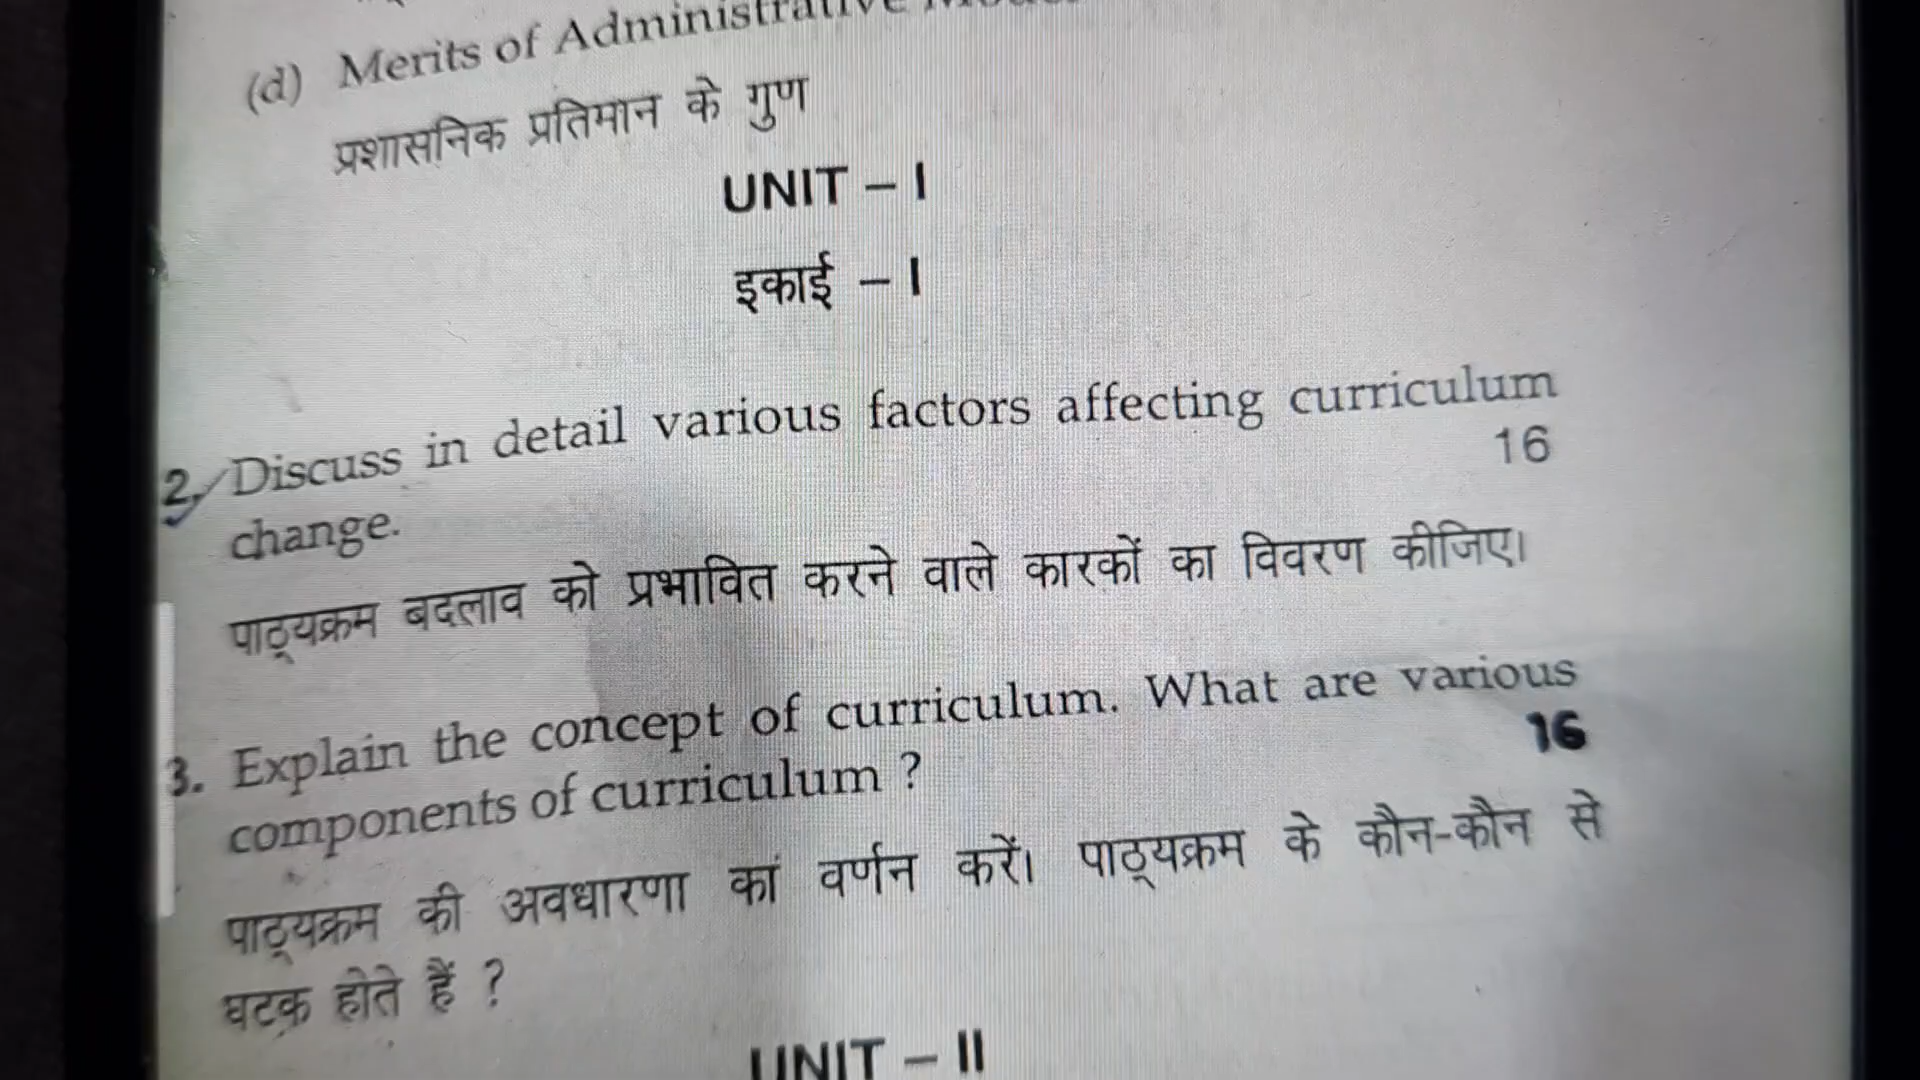 (d) Merits of Administrative
प्रशासनिक प्रतिमान के गुण
UNIT – I
इकाई – I
2. Discuss in detail various factors affecting curriculum
change. 16
पाठ्यक्रम बदलाव को प्रभावित करने वाले कारकों का विवरण कीजिए।
3. Explain the concept of curriculum. What are various
components of curriculum ? 16
पाठ्यक्रम की अवधारणा कां वर्णन करें। पाठ्यक्रम के कौन-कौन से
घटक होते हैं ?
UNIT – II